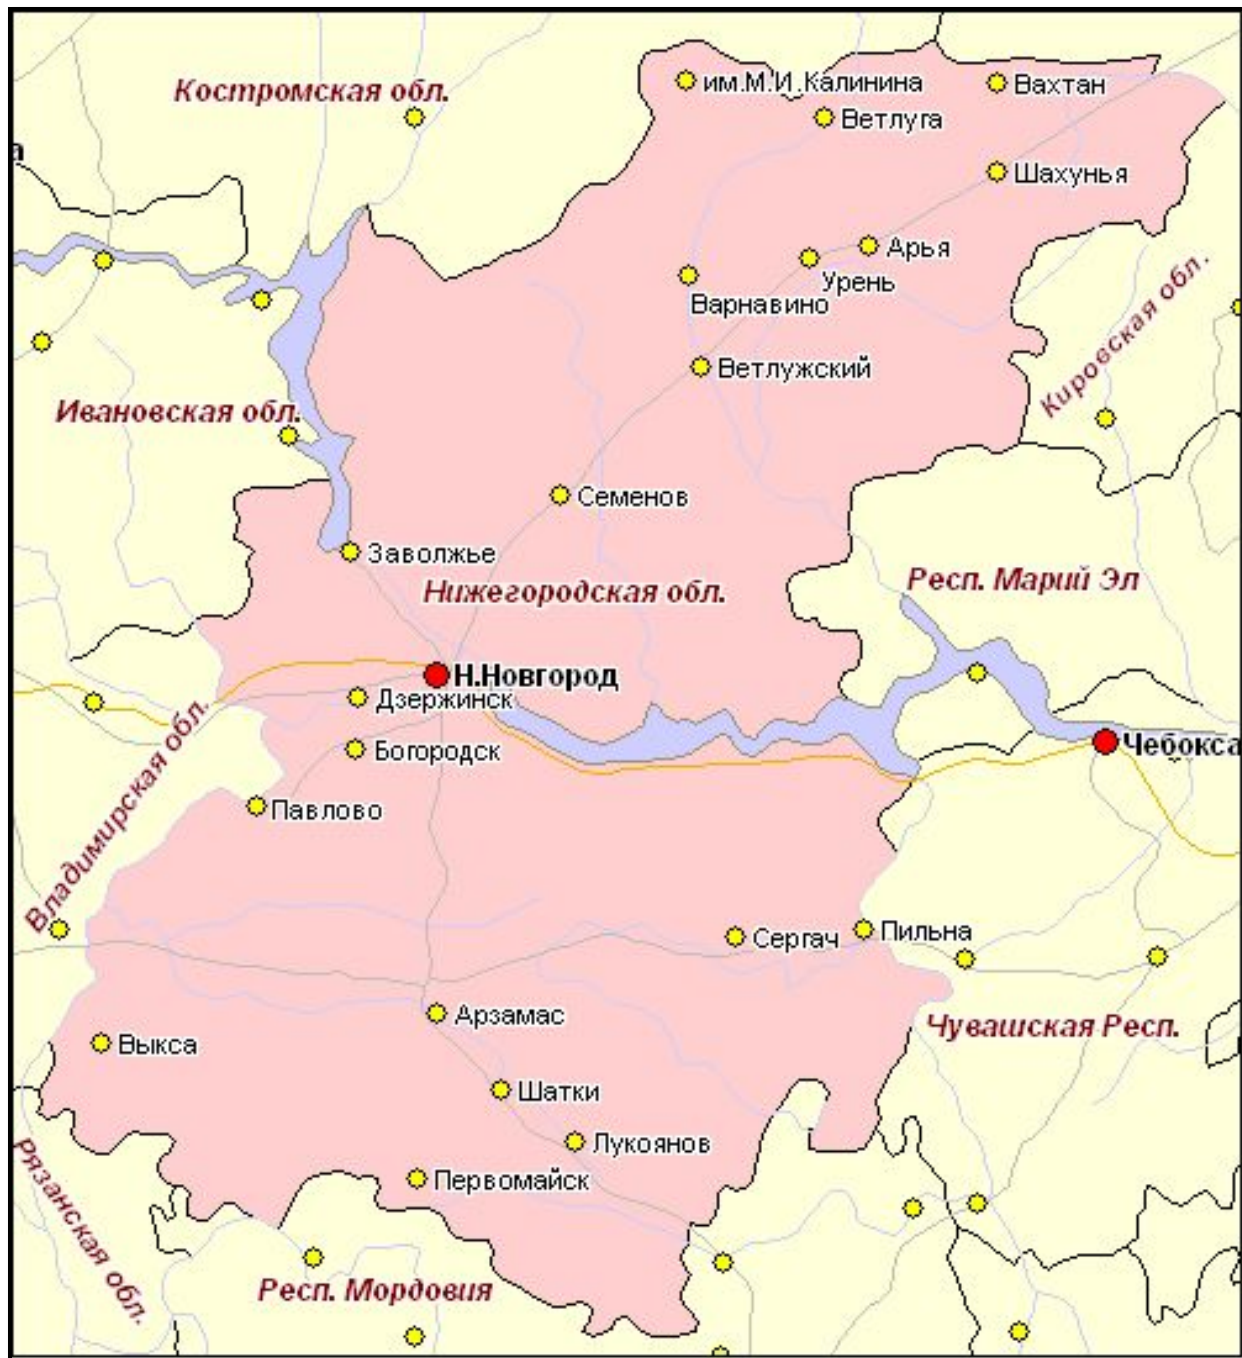 Костромская обл.
им.М.И.Калинина
Вахтан
Ветлуга
а
Шахунья
Арья
Урень
Варнавино
Кировская обл.
Ветлужский
Ивановская обл.
Семенов
Заволжье
Нижегородская обл.
Респ. Марий Эл
Н.Новгород
Дзержинск
Чебокса
Богородск
Владимирская обл.
Павлово
Сергач
Пильна
Арзамас
Чувашская Респ.
Выкса
Шатки
Лукоянов
Первомайск
Рязанская обл.
Респ. Мордовия